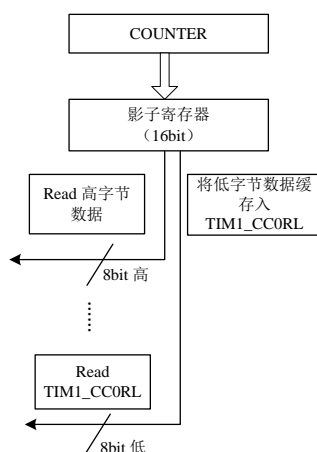 COUNTER
影子寄存器
（16bit）
Read 高字节
数据
将低字节数据缓
存入
TIM1_CC0RL
8bit 高
......
Read
TIM1_CC0RL
8bit 低